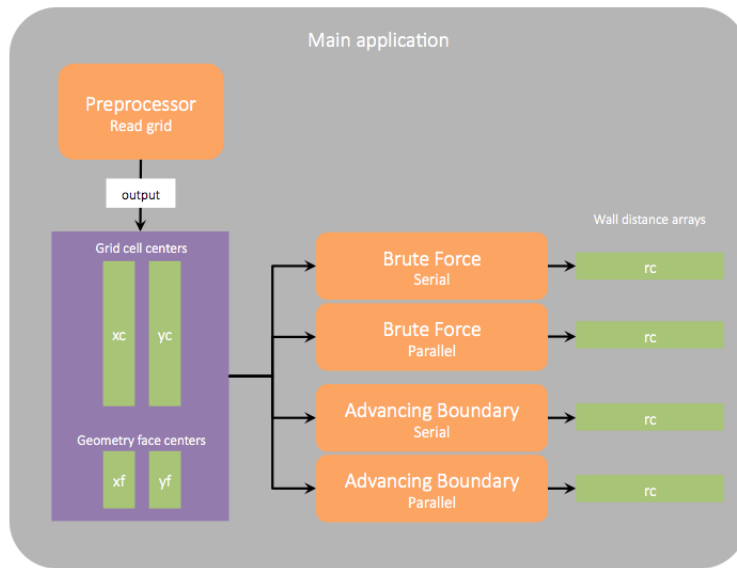 Main application
Preprocessor
Read grid
output
Grid cell centers
xc
yc
Geometry face centers
xf
yf
Wall distance arrays
Brute Force
Serial
rc
Brute Force
Parallel
rc
Advancing Boundary
Serial
rc
Advancing Boundary
Parallel
rc